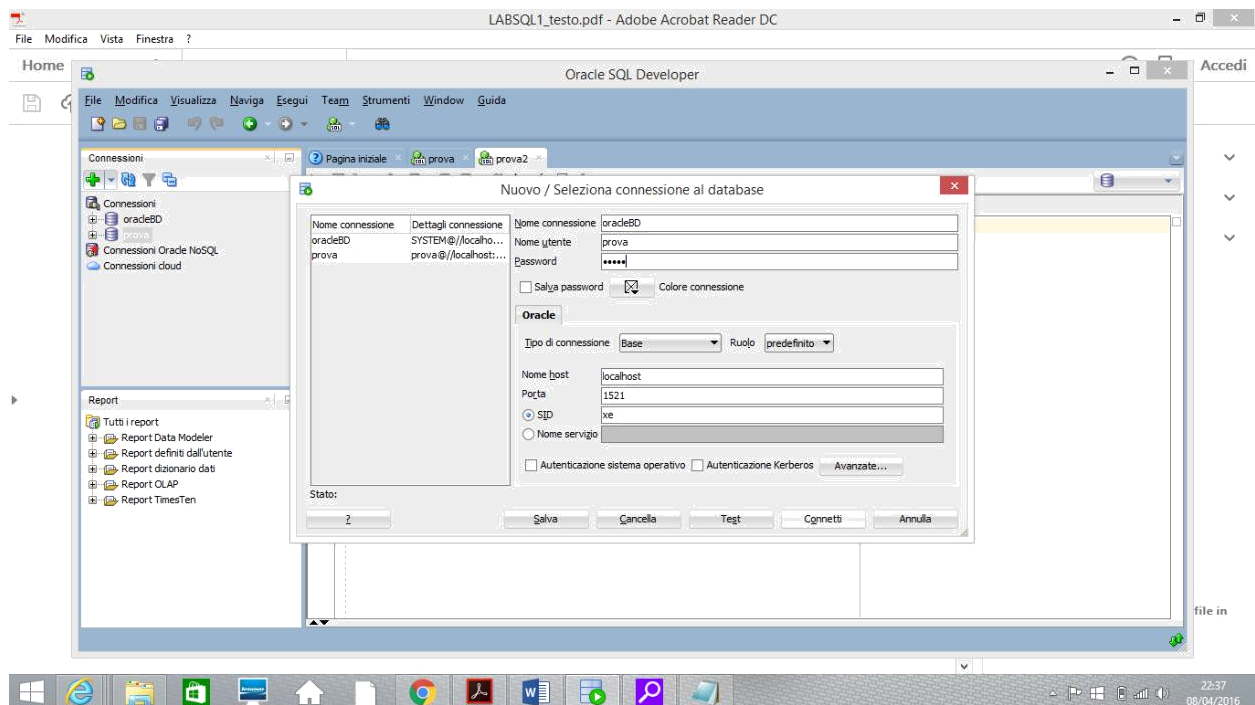 LABSQL1_testo.pdf - Adobe Acrobat Reader DC
File Modifica Vista Finestra ?
Home
Accedi
Oracle SQL Developer
File Modifica Visualizza Naviga Esegui Team Strumenti Window Guida
Connessioni
Pagina iniziale
prova
prova2
Connessioni
oracleBD
prova
Connessioni Oracle NoSQL
Connessioni cloud
Report
Tutti i report
Report Data Modeler
Report definiti dall'utente
Report dizionario dati
Report OLAP
Report TimesTen
Nuovo / Seleziona connessione al database
Nome connessione Dettagli connessione
oracleBD SYSTEM@//localho...
prova prova@//localhost:...
Nome connessione oracleBD
Nome utente prova
Password •••••
Salva password Colore connessione
Oracle
Tipo di connessione Base Ruolo predefinito
Nome host localhost
Porta 1521
SID xe
Nome servizio
Autenticazione sistema operativo Autenticazione Kerberos Avanzate...
Stato:
? Salva Cancella Test Connetti Annulla
file in
22:37
08/04/2016